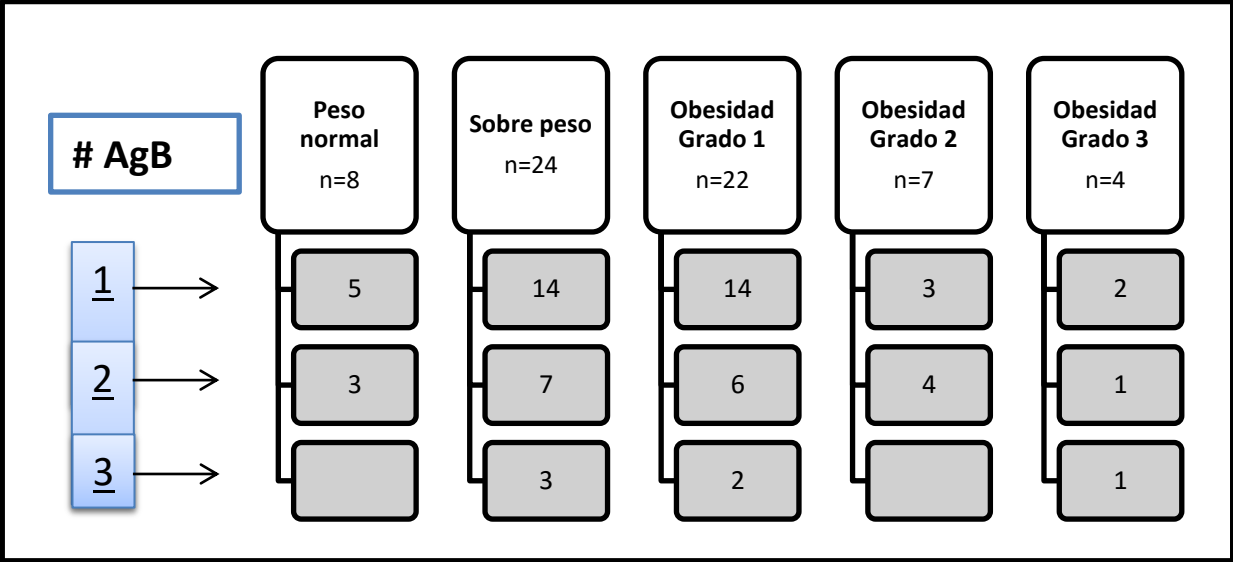 # AgB
Peso
normal
n=8
Sobre peso
n=24
Obesidad
Grado 1
n=22
Obesidad
Grado 2
n=7
Obesidad
Grado 3
n=4
1
5
14
14
3
2
2
3
7
6
4
1
3
3
2
1